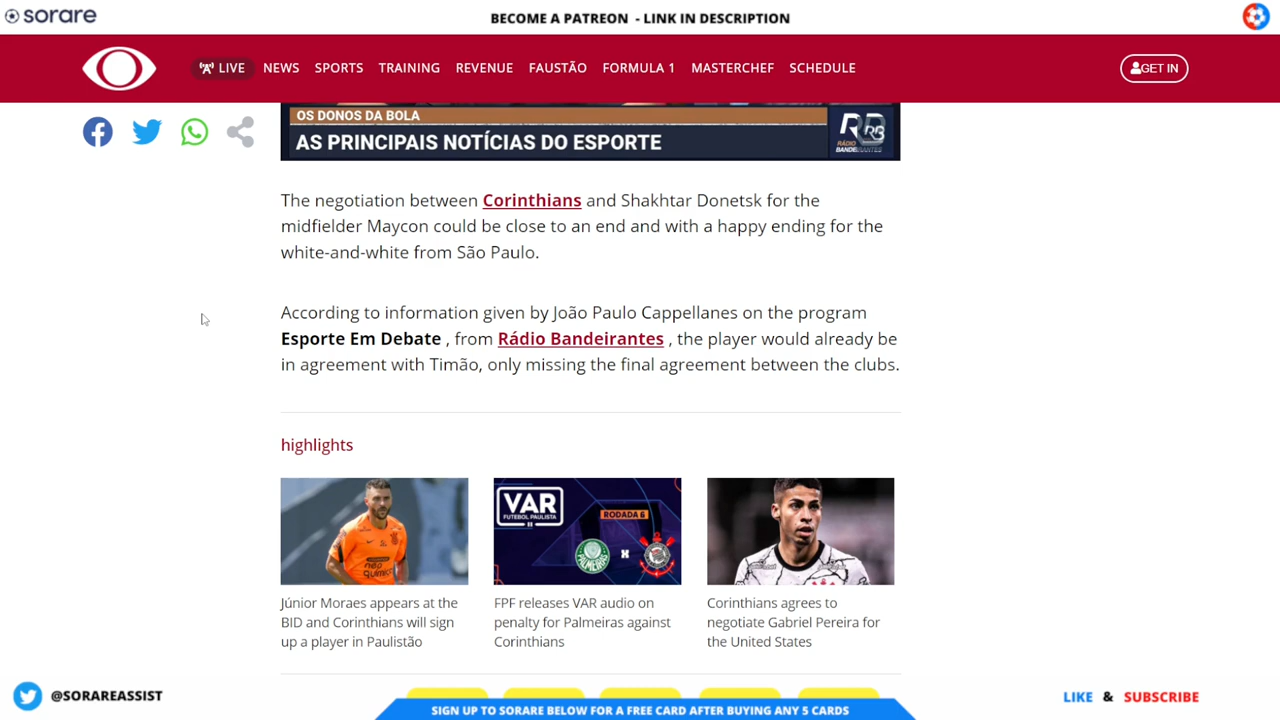 sorare
BECOME A PATREON - LINK IN DESCRIPTION
LIVE NEWS SPORTS TRAINING REVENUE FAUSTÃO FORMULA 1 MASTERCHEF SCHEDULE GET IN
OS DONOS DA BOLA
AS PRINCIPAIS NOTÍCIAS DO ESPORTE
RB
RÁDIO
BANDEIRANTES
The negotiation between Corinthians and Shakhtar Donetsk for the
midfielder Maycon could be close to an end and with a happy ending for the
white-and-white from São Paulo.
According to information given by João Paulo Cappellanes on the program
Esporte Em Debate , from Rádio Bandeirantes , the player would already be
in agreement with Timão, only missing the final agreement between the clubs.
highlights
VAR
FUTEBOL PAULISTA
RODADA 6
X
neo
química
Júnior Moraes appears at the
BID and Corinthians will sign
up a player in Paulistão
FPF releases VAR audio on
penalty for Palmeiras against
Corinthians
Corinthians agrees to
negotiate Gabriel Pereira for
the United States
@SORAREASSIST
LIKE & SUBSCRIBE
SIGN UP TO SORARE BELOW FOR A FREE CARD AFTER BUYING ANY 5 CARDS